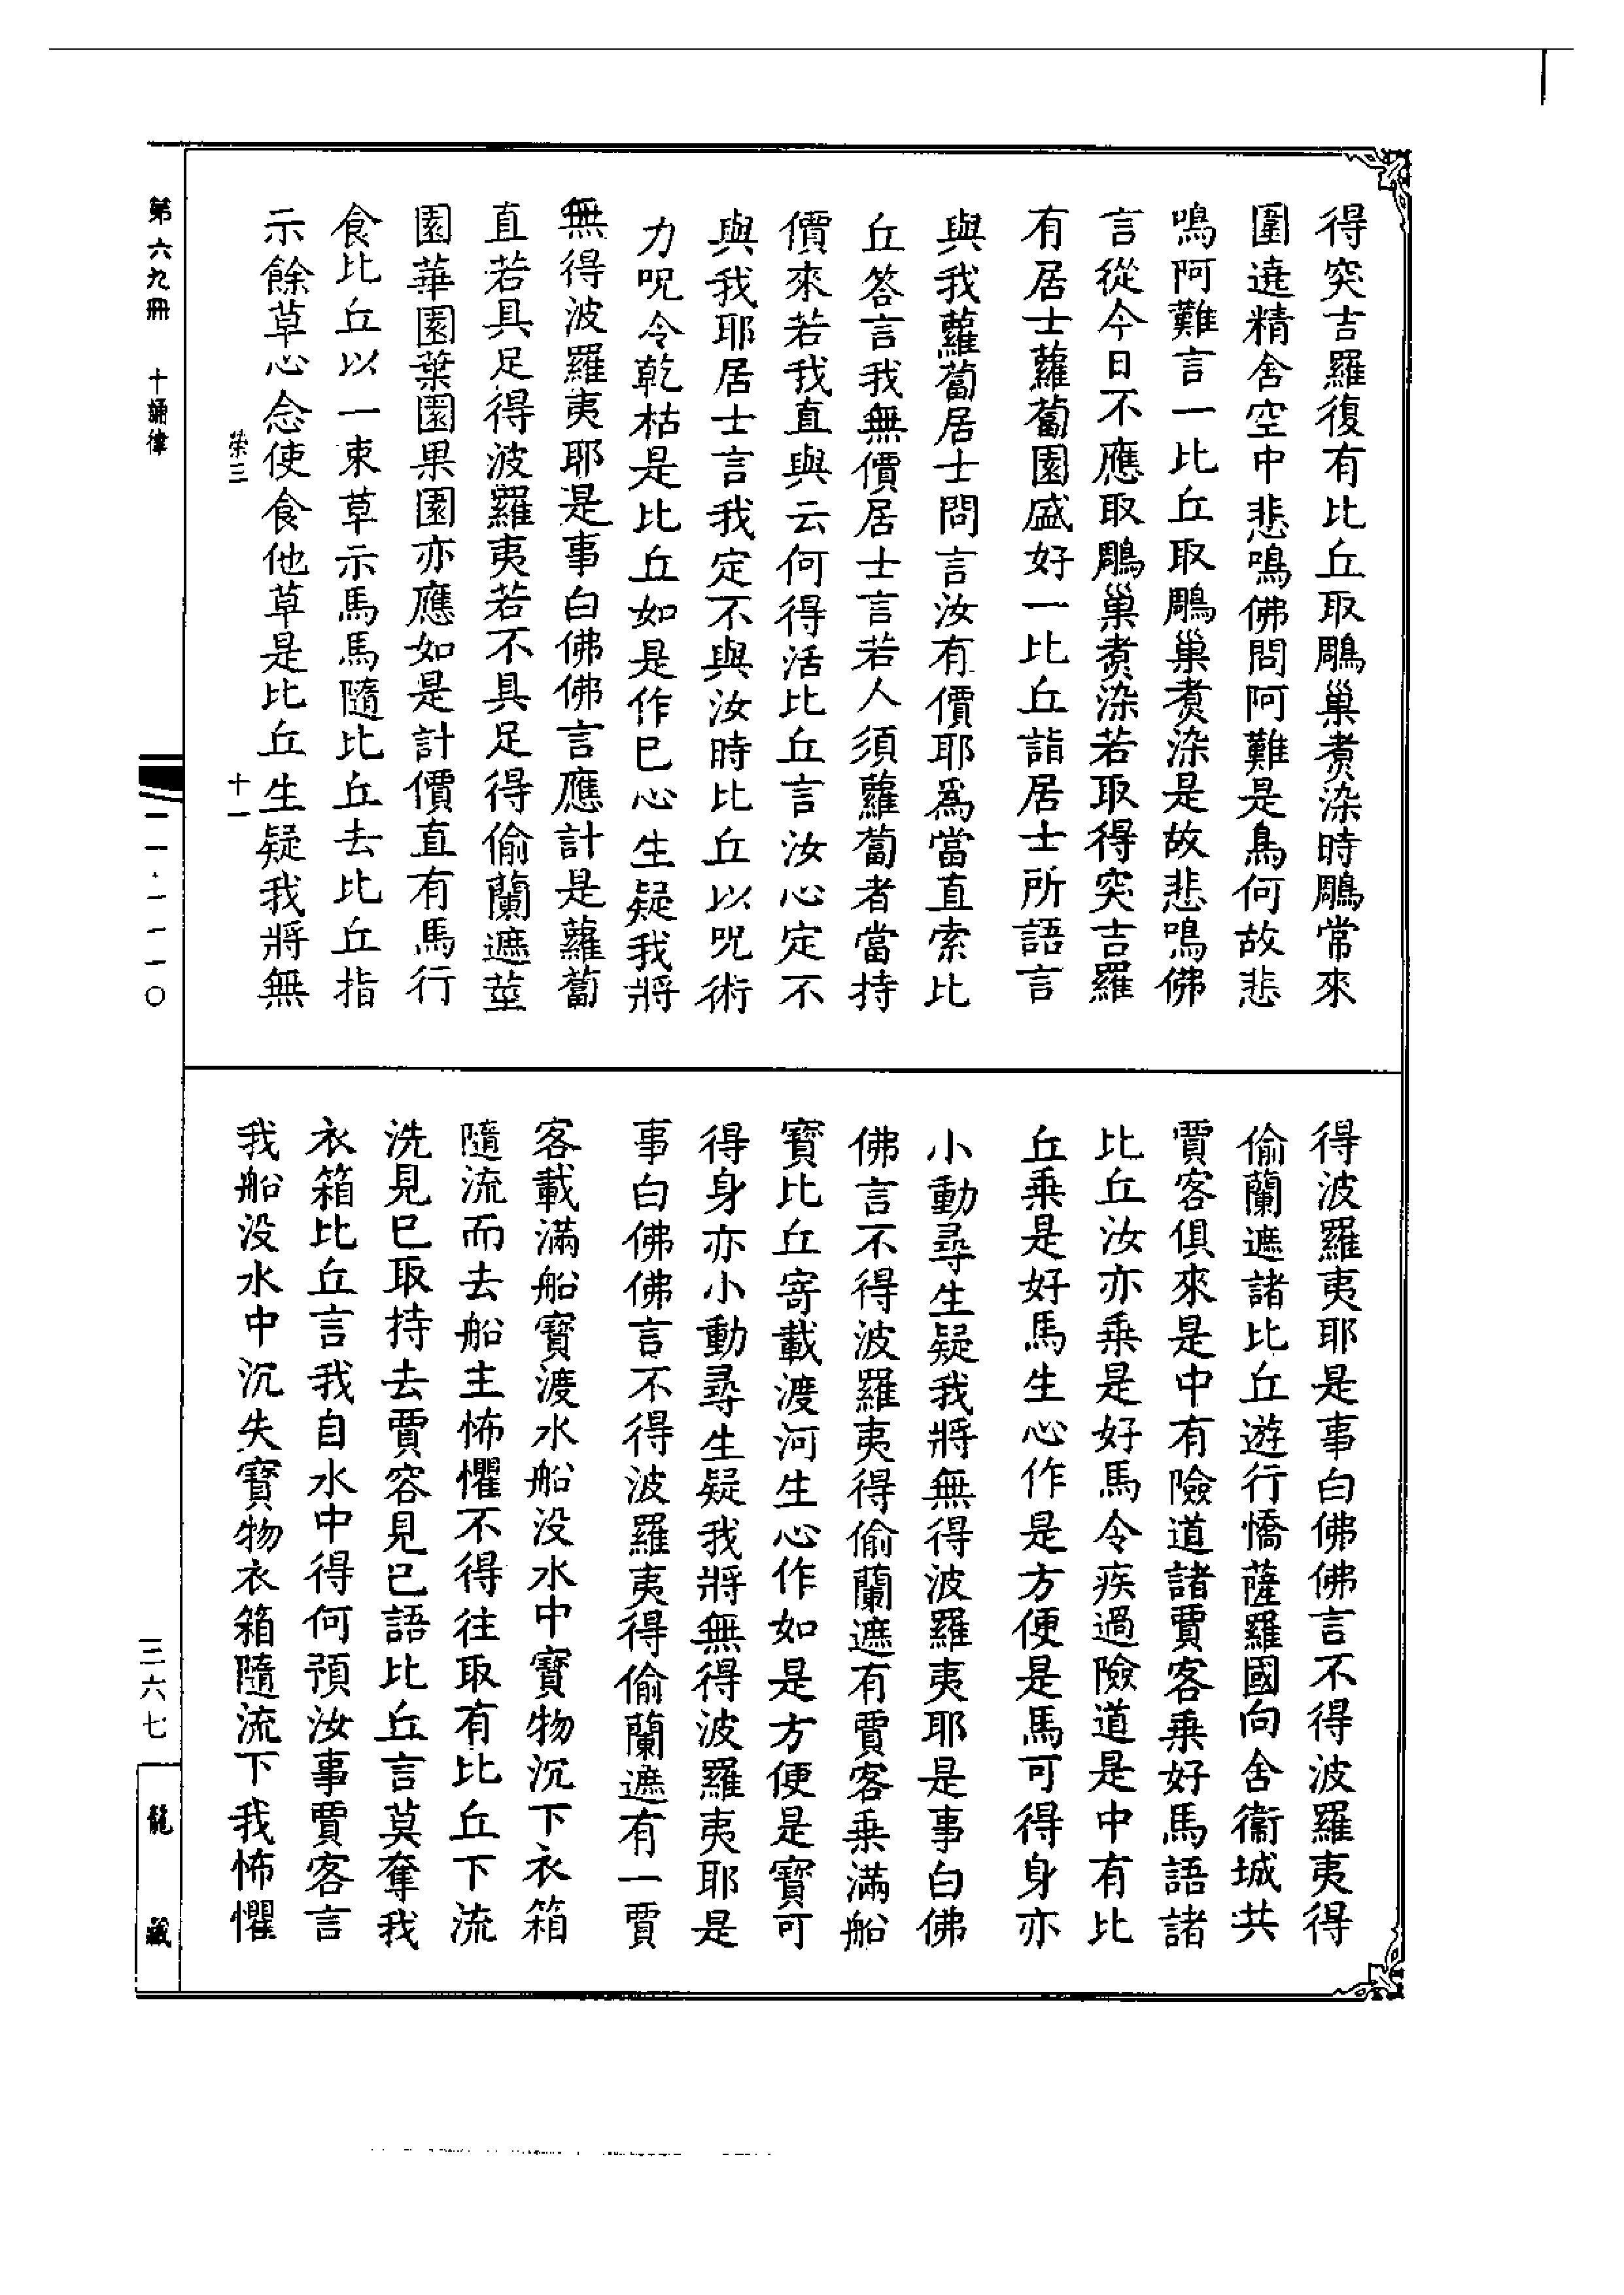 得突吉羅復有比丘取鵰巢煑染時鵰常來
圍遶精舍空中悲鳴佛問阿難是鳥何故悲
鳴阿難言一比丘取鵰巢煑染是故悲鳴佛
言從今日不應取鵰巢煑染若取得突吉羅
有居士蘿蔔園盛好一比丘詣居士所語言
與我蘿蔔居士問言汝有價耶爲當直索比
丘答言我無價居士言若人須蘿蔔者當持
價來若我直與云何得活比丘言汝心定不
與我耶居士言我定不與汝時比丘以呪術
力呪令乾枯是比丘如是作已心生疑我將
無得波羅夷耶是事白佛佛言應計是蘿蔔
直若具足得波羅夷若不具足得偷蘭遮莖
園華園葉園果園亦應如是計價直有馬行
食比丘以一束草示馬馬隨比丘去比丘指
示餘草心念使食他草是比丘生疑我將無
得波羅夷耶是事白佛佛言不得波羅夷得
偷蘭遮諸比丘遊行憍薩羅國向舍衞城共
賈客俱來是中有險道諸賈客乗好馬語諸
比丘汝亦乗是好馬令疾過險道是中有比
丘乗是好馬生心作是方便是馬可得身亦
小動尋生疑我將無得波羅夷耶是事白佛
佛言不得波羅夷得偷蘭遮有賈客乗滿船
寶比丘寄載渡河生心作如是方便是寶可
得身亦小動尋生疑我將無得波羅夷耶是
事白佛佛言不得波羅夷得偷蘭遮有一賈
客載滿船寶渡水船没水中寶物沉下衣箱
隨流而去船主怖懼不得往取有比丘下流
洗見已取持去賈容見已語比丘言莫奪我
衣箱比丘言我自水中得何預汝事賈客言
我船没水中沉失寶物衣箱隨流下我怖懼
第六九册 十誦律
榮三
十一
二一·一一一〇
三六七
龍藏